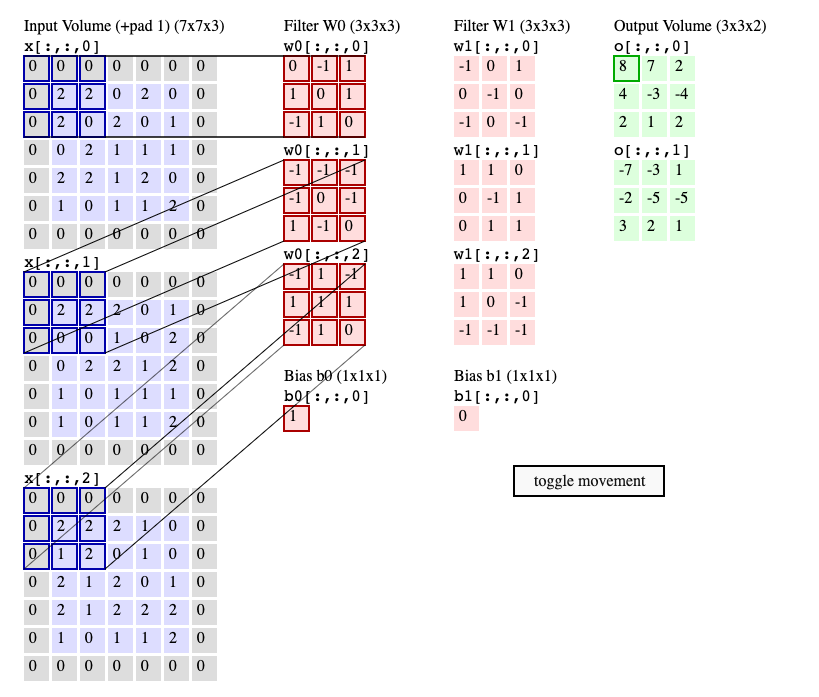 Input Volume (+pad 1) (7x7x3)
x[:,:,0]
0 0 0 0 0 0 0
0 2 2 0 2 0 0
0 2 0 2 0 1 0
0 0 2 1 1 1 0
0 2 2 1 2 0 0
0 1 0 1 1 2 0
0 0 0 0 0 0 0
x[:,:,1]
0 0 0 0 0 0 0
0 2 2 2 0 1 0
0 0 0 1 0 2 0
0 0 2 2 1 2 0
0 1 0 1 1 1 0
0 1 0 1 1 2 0
0 0 0 0 0 0 0
x[:,:,2]
0 0 0 0 0 0 0
0 2 2 2 1 0 0
0 1 2 0 1 0 0
0 2 1 2 0 1 0
0 2 1 2 2 2 0
0 1 0 1 1 2 0
0 0 0 0 0 0 0
Filter W0 (3x3x3)
w0[:,:,0]
0 -1 1
1 0 1
-1 1 0
w0[:,:,1]
-1 -1 -1
-1 0 -1
1 -1 0
w0[:,:,2]
-1 1 -1
1 1 1
-1 1 0
Bias b0 (1x1x1)
b0[:,:,0]
1
Filter W1 (3x3x3)
w1[:,:,0]
-1 0 1
0 -1 0
-1 0 -1
w1[:,:,1]
1 1 0
0 -1 1
0 1 1
w1[:,:,2]
1 1 0
1 0 -1
-1 -1 -1
Bias b1 (1x1x1)
b1[:,:,0]
0
Output Volume (3x3x2)
o[:,:,0]
8 7 2
4 -3 -4
2 1 2
o[:,:,1]
-7 -3 1
-2 -5 -5
3 2 1
toggle movement